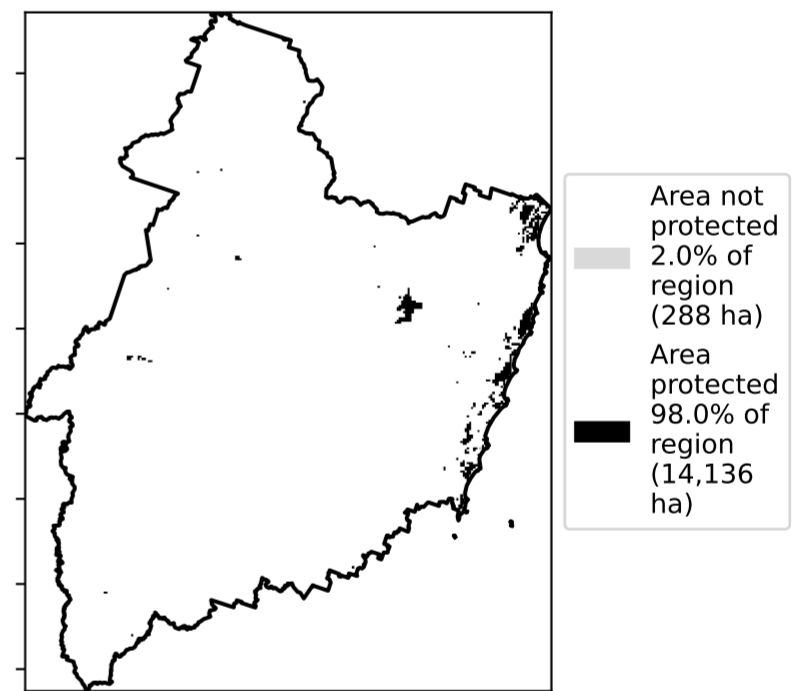 Area not
protected
2.0% of
region
(288 ha)
Area
protected
98.0% of
region
(14,136
ha)